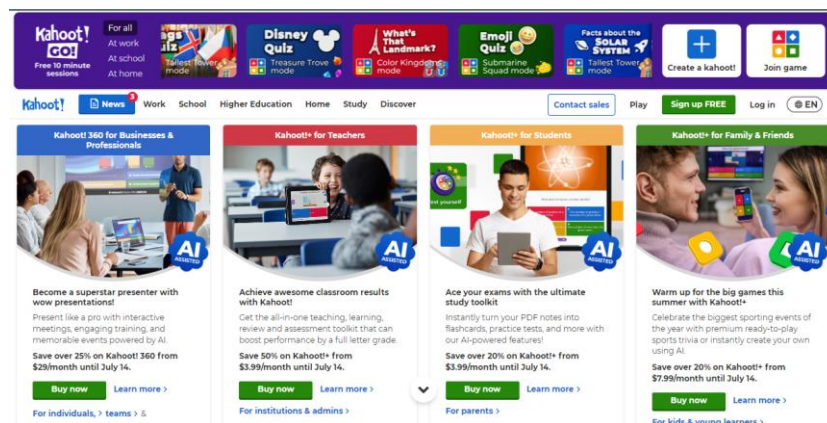 Kahoot!
GO!
Free 10 minute
sessions
For all
At work
At school
At home
ags
uiz
Tallest Tower
mode
Disney
Quiz
Treasure Trove
mode
What's
That
Landmark?
Color Kingdoms
mode
Emoji
Quiz
Submarine
Squad mode
Facts about the
SOLAR
SYSTEM
Tallest Tower
mode
Create a kahoot!
Join game
Kahoot! News 3 Work School Higher Education Home Study Discover Contact sales Play Sign up FREE Log in EN
Kahoot! 360 for Businesses &
Professionals
AI
ASSISTED
Become a superstar presenter with
wow presentations!
Present like a pro with interactive
meetings, engaging training, and
memorable events powered by AI.
Save over 25% on Kahoot! 360 from
$29/month until July 14.
Buy now Learn more >
For individuals, > teams > &
Kahoot!+ for Teachers
AI
ASSISTED
Achieve awesome classroom results
with Kahoot!
Get the all-in-one teaching, learning,
review and assessment toolkit that can
boost performance by a full letter grade.
Save 50% on Kahoot!+ from
$3.99/month until July 14.
Buy now Learn more >
For institutions & admins >
Kahoot!+ for Students
est yourself
AI
ASSISTED
Ace your exams with the ultimate
study toolkit
Instantly turn your PDF notes into
flashcards, practice tests, and more with
our AI-powered features!
Save over 20% on Kahoot!+ from
$3.99/month until July 14.
Buy now Learn more >
For parents >
Kahoot!+ for Family & Friends
AI
ASSISTED
Warm up for the big games this
summer with Kahoot!+
Celebrate the biggest sporting events of
the year with premium ready-to-play
sports trivia or instantly create your own
using AI.
Save over 20% on Kahoot!+ from
$7.99/month until July 14.
Buy now Learn more >
For kids & young learners >